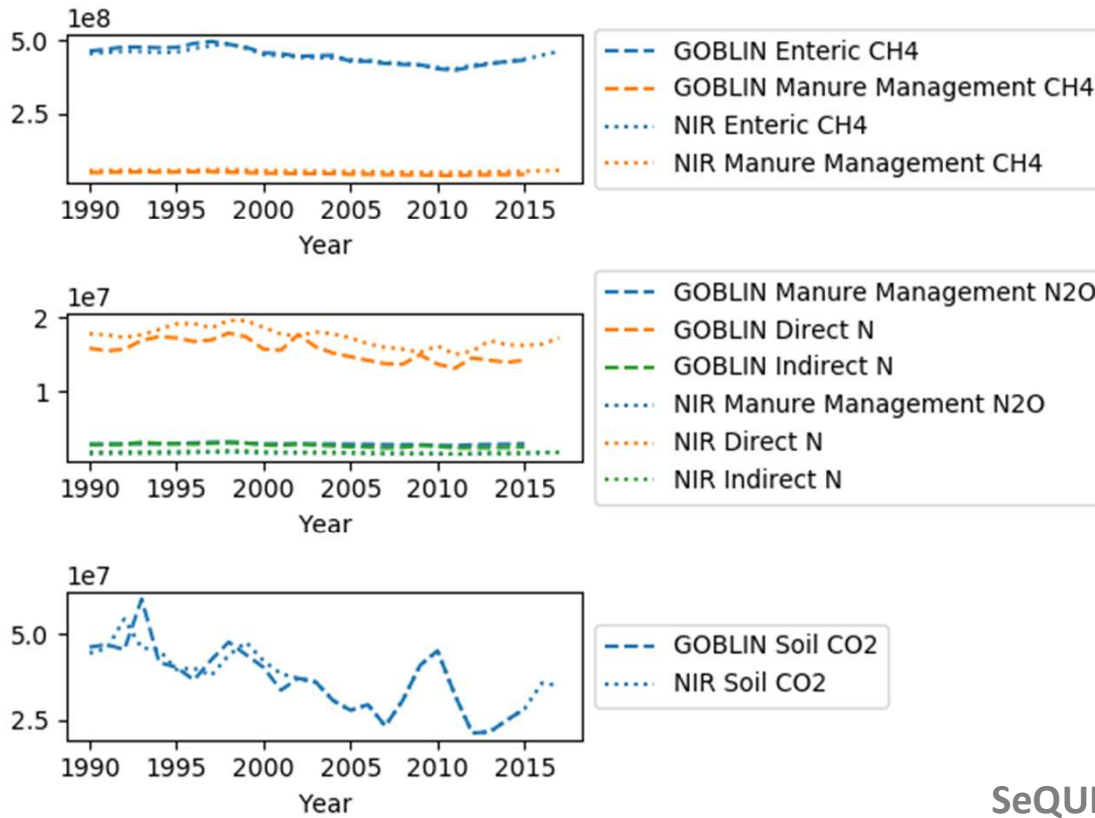 1e8
5.0
2.5
1990 1995 2000 2005 2010 2015
Year
GOBLIN Enteric CH4
GOBLIN Manure Management CH4
NIR Enteric CH4
NIR Manure Management CH4
1e7
2
1
1990 1995 2000 2005 2010 2015
Year
GOBLIN Manure Management N2O
GOBLIN Direct N
GOBLIN Indirect N
NIR Manure Management N2O
NIR Direct N
NIR Indirect N
1e7
5.0
2.5
1990 1995 2000 2005 2010 2015
Year
GOBLIN Soil CO2
NIR Soil CO2